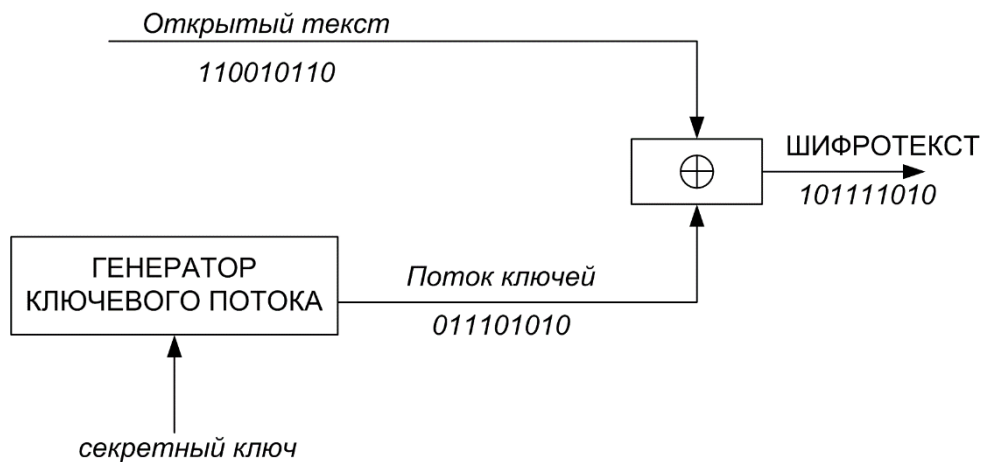 Открытый текст
110010110
ШИФРОТЕКСТ
101111010
ГЕНЕРАТОР
КЛЮЧЕВОГО ПОТОКА
Поток ключей
011101010
секретный ключ